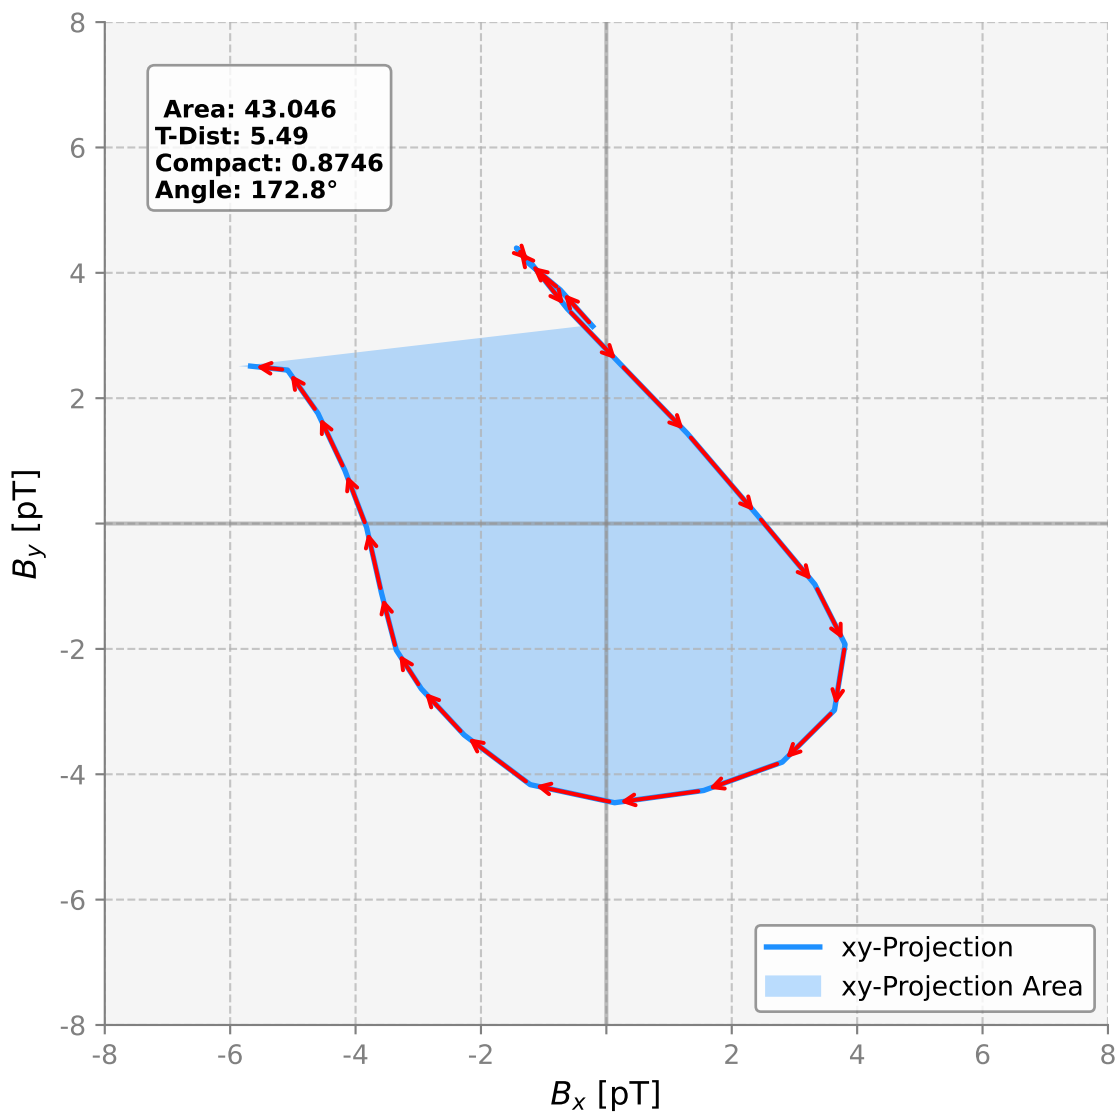 8
6
4
2
-2
-4
-6
-8
-8
-6
-4
-2
2
4
6
8
B_y [pT]
B_x [pT]
Area: 43.046
T-Dist: 5.49
Compact: 0.8746
Angle: 172.8°
xy-Projection
xy-Projection Area